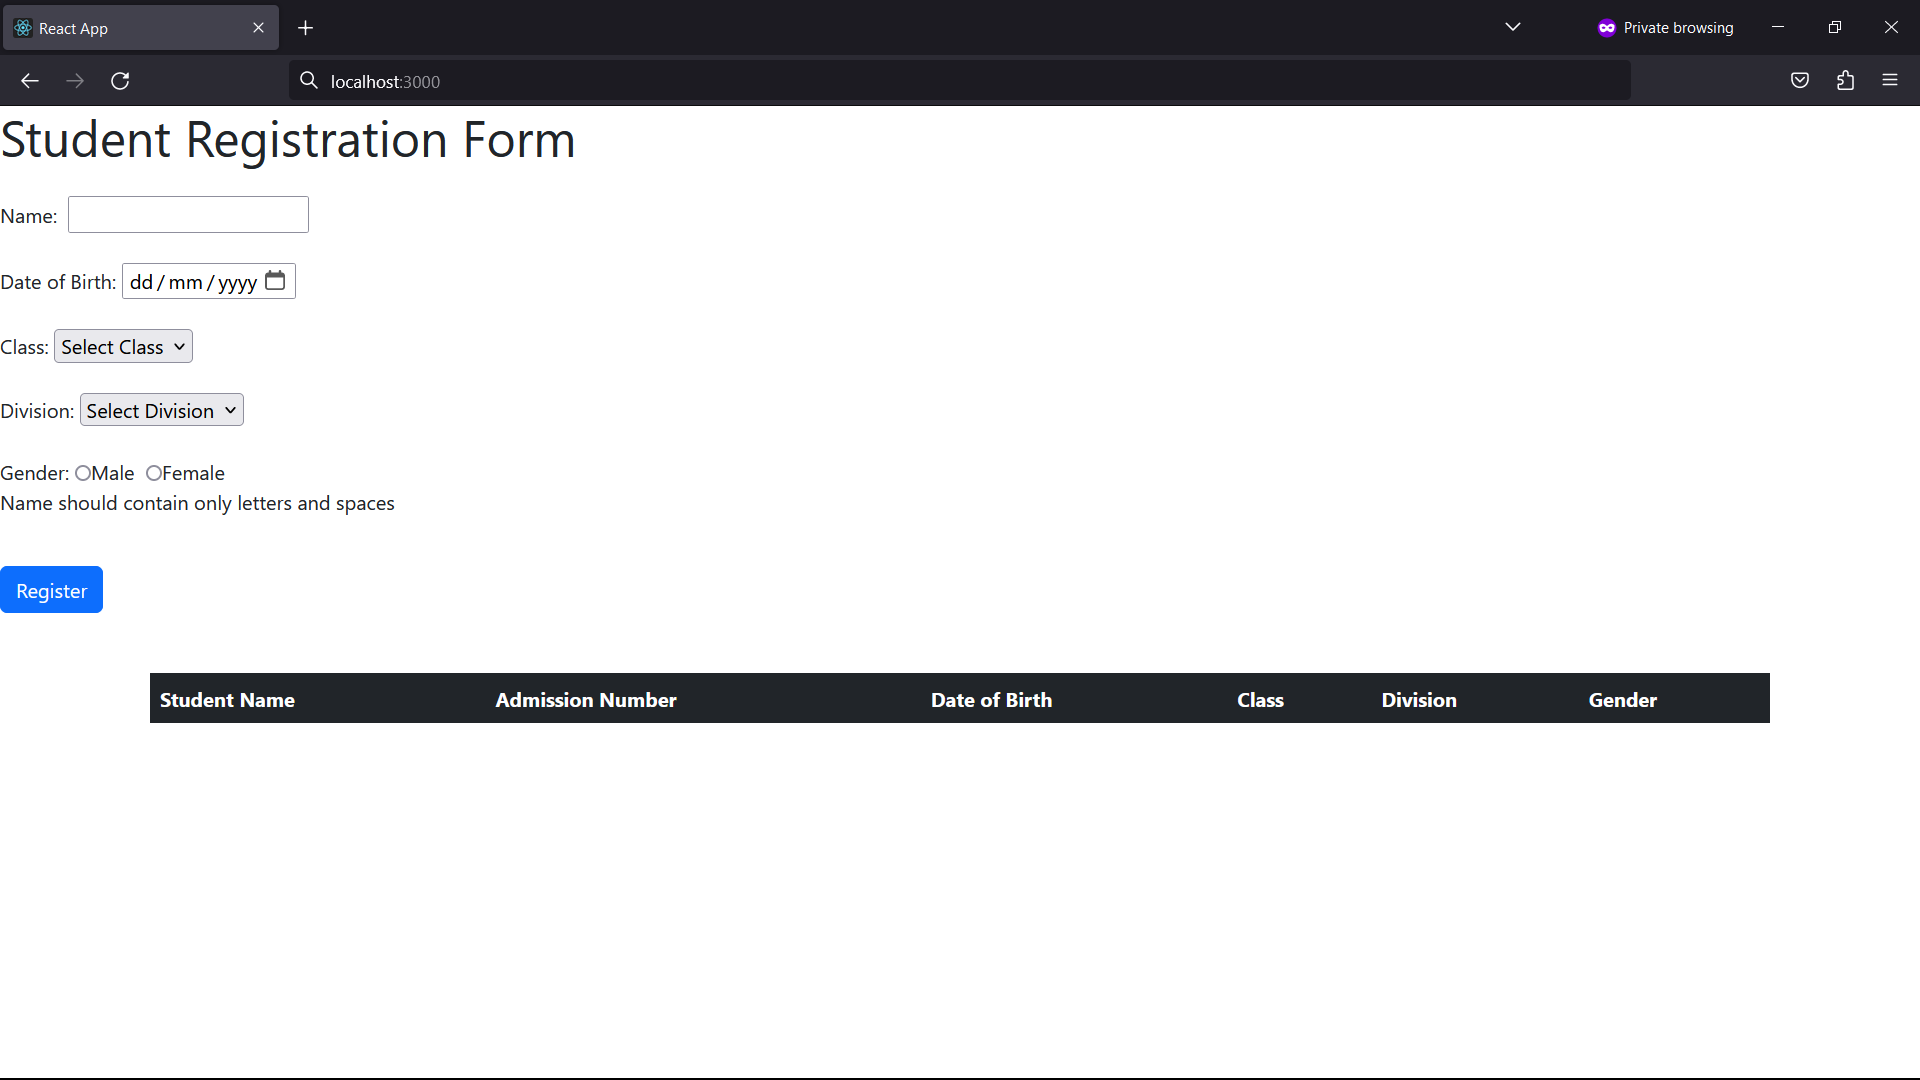 React App
Private browsing
localhost:3000
Student Registration Form
Name:
Date of Birth: dd/mm/yyyy
Class: Select Class
Division: Select Division
Gender: Male Female
Name should contain only letters and spaces
Register
Student Name Admission Number Date of Birth Class Division Gender